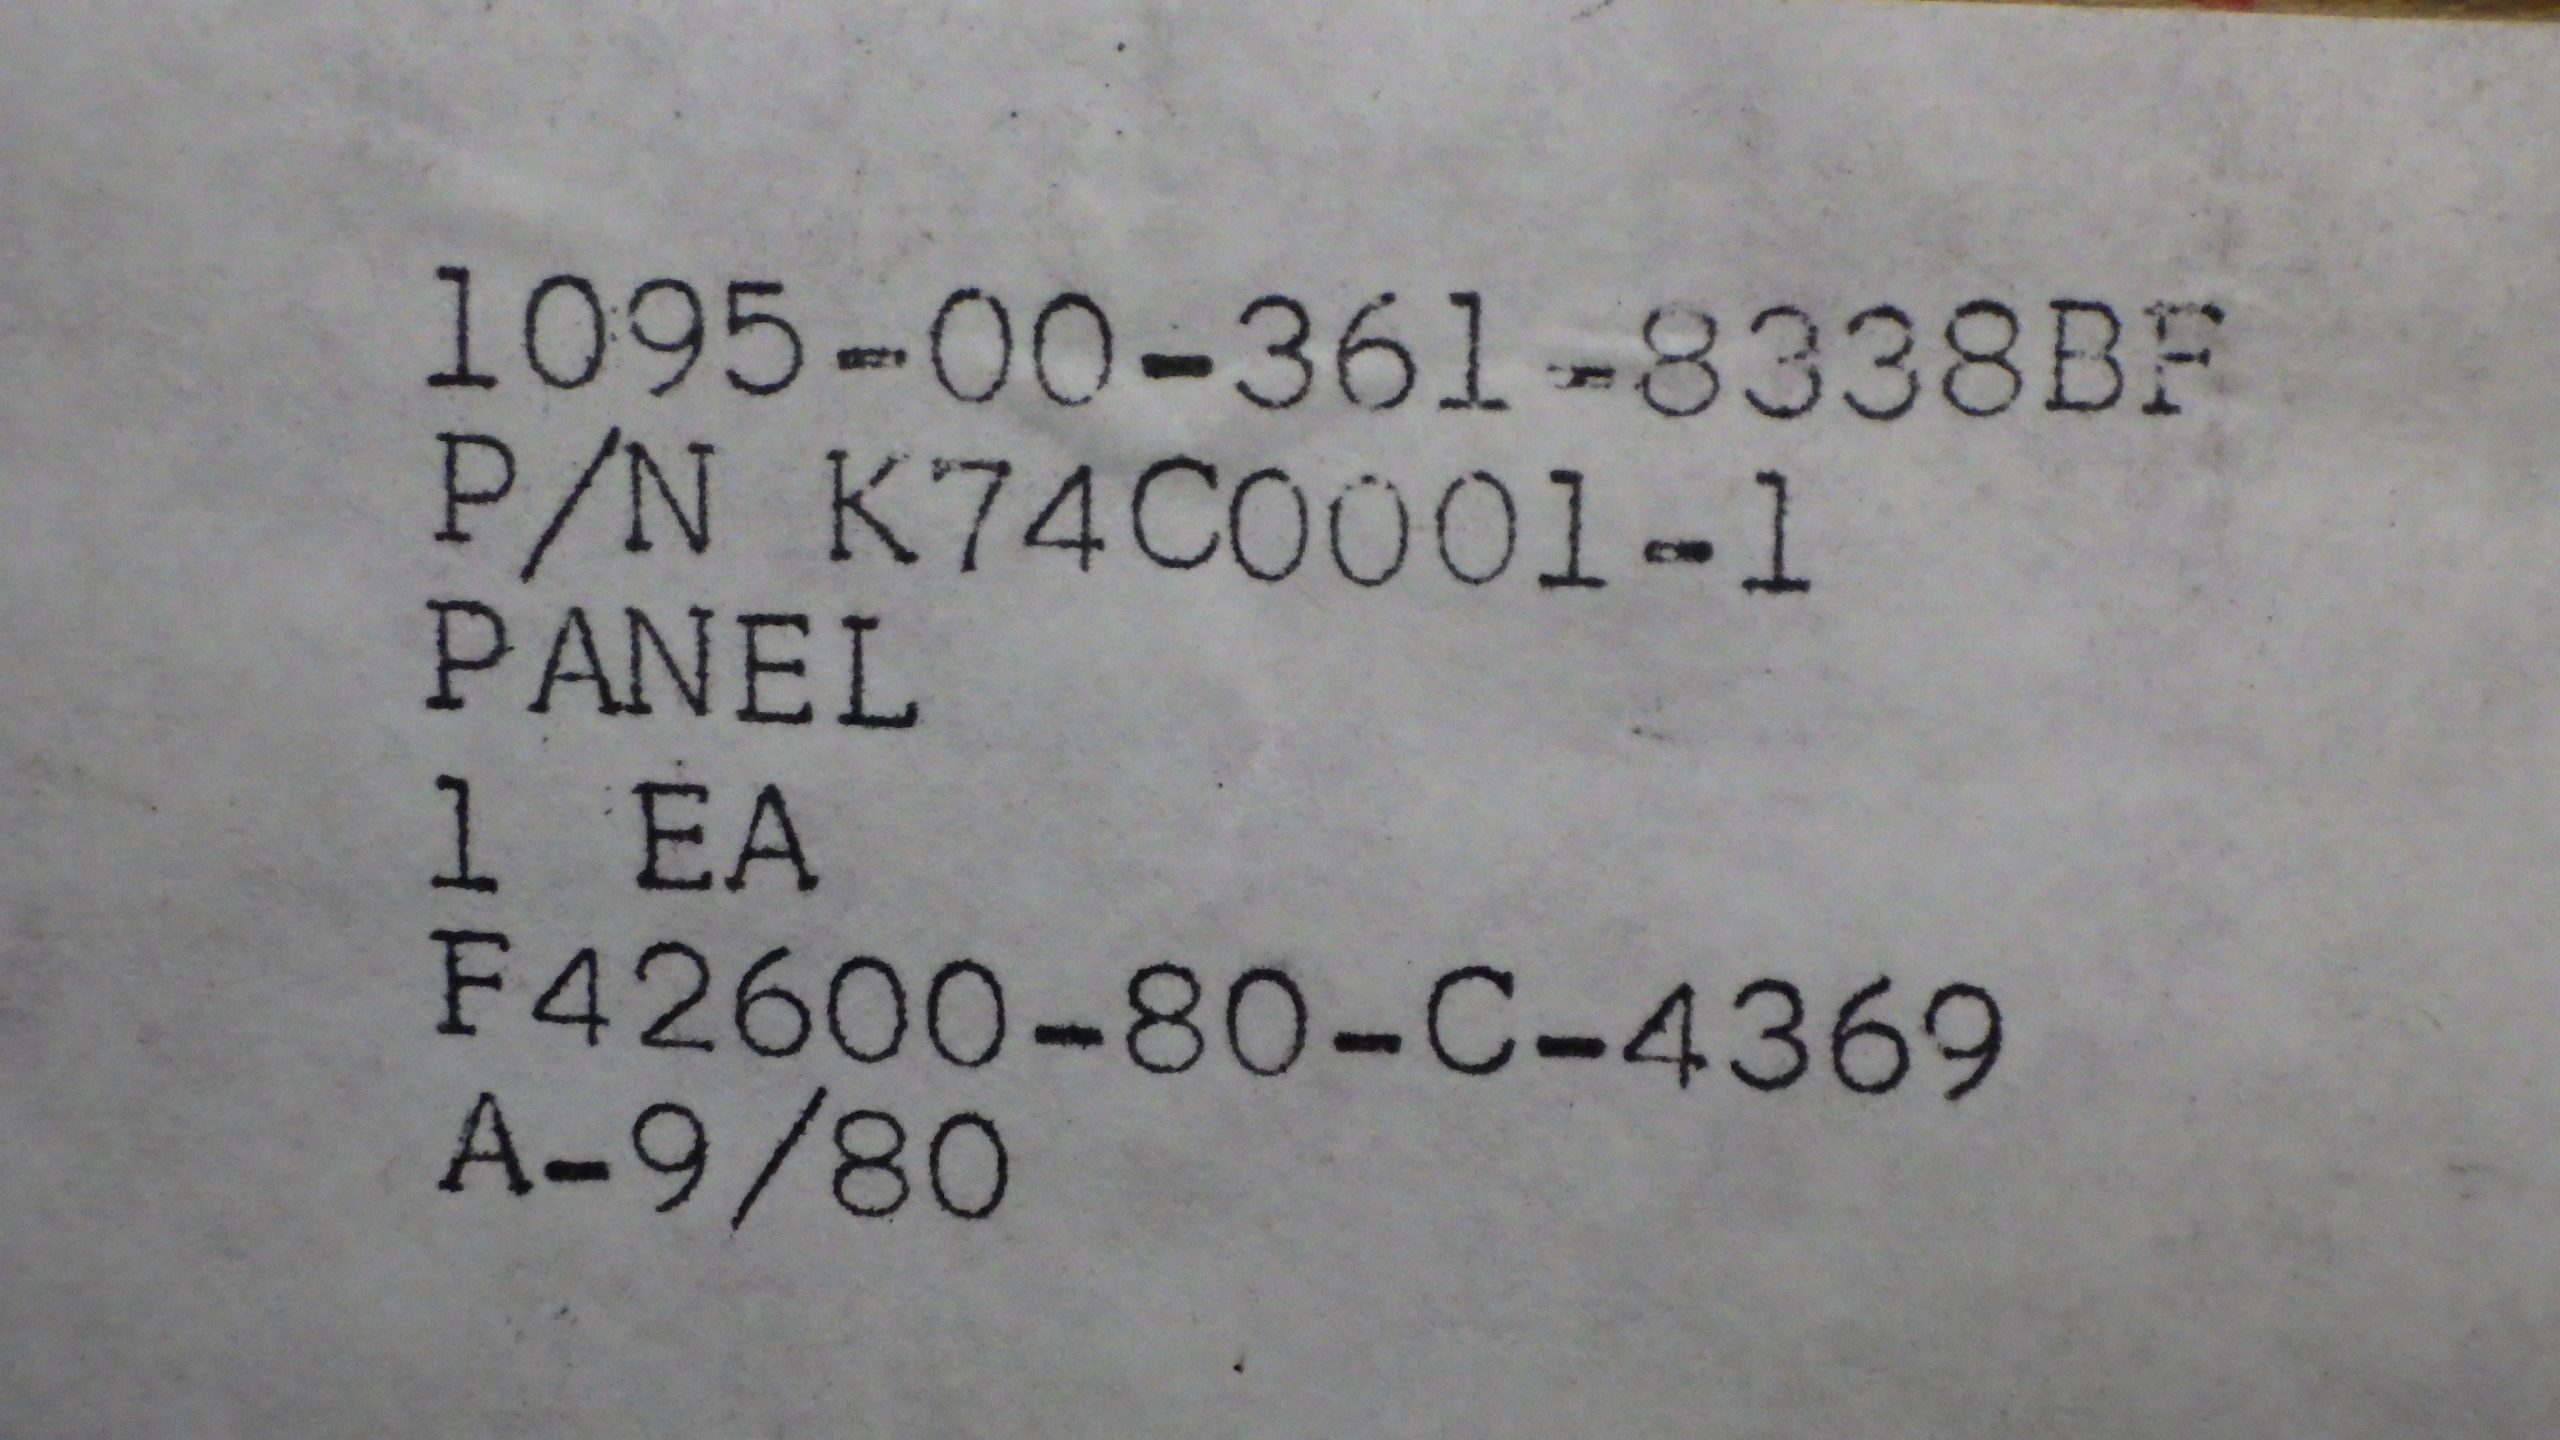 1095-00-361-8338BF
P/N K74C0001-1
PANEL
1 EA
F42600-80-C-4369
A-9/80